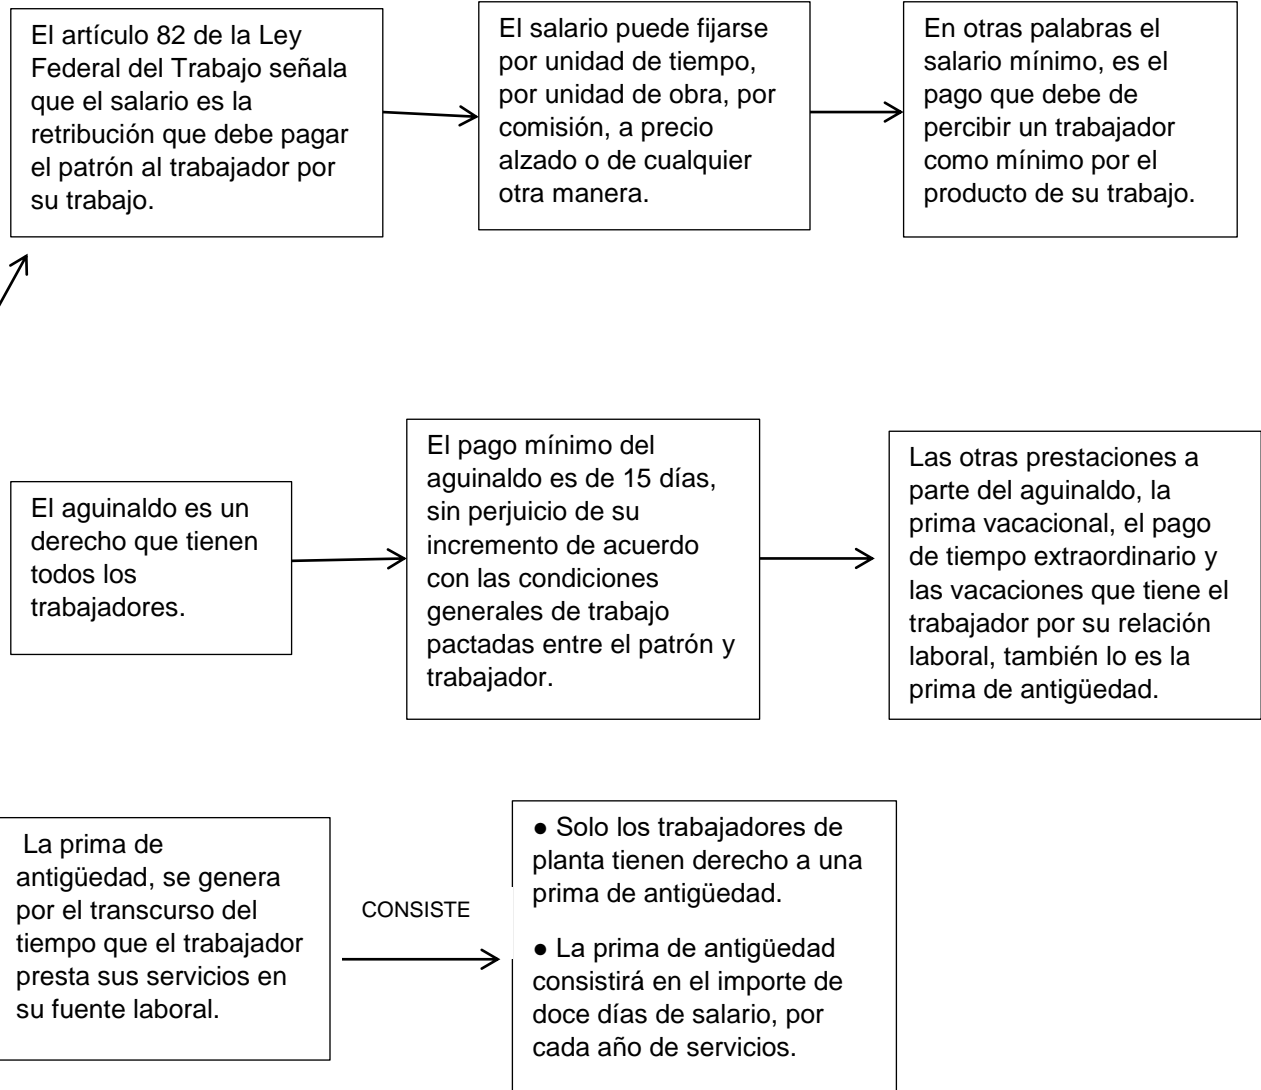 El artículo 82 de la Ley
Federal del Trabajo señala
que el salario es la
retribución que debe pagar
el patrón al trabajador por
su trabajo.
El salario puede fijarse
por unidad de tiempo,
por unidad de obra, por
comisión, a precio
alzado o de cualquier
otra manera.
En otras palabras el
salario mínimo, es el
pago que debe de
percibir un trabajador
como mínimo por el
producto de su trabajo.
El aguinaldo es un
derecho que tienen
todos los
trabajadores.
El pago mínimo del
aguinaldo es de 15 días,
sin perjuicio de su
incremento de acuerdo
con las condiciones
generales de trabajo
pactadas entre el patrón y
trabajador.
Las otras prestaciones a
parte del aguinaldo, la
prima vacacional, el pago
de tiempo extraordinario y
las vacaciones que tiene el
trabajador por su relación
laboral, también lo es la
prima de antigüedad.
La prima de
antigüedad, se genera
por el transcurso del
tiempo que el trabajador
presta sus servicios en
su fuente laboral.
CONSISTE
● Solo los trabajadores de
planta tienen derecho a una
prima de antigüedad.
● La prima de antigüedad
consistirá en el importe de
doce días de salario, por
cada año de servicios.